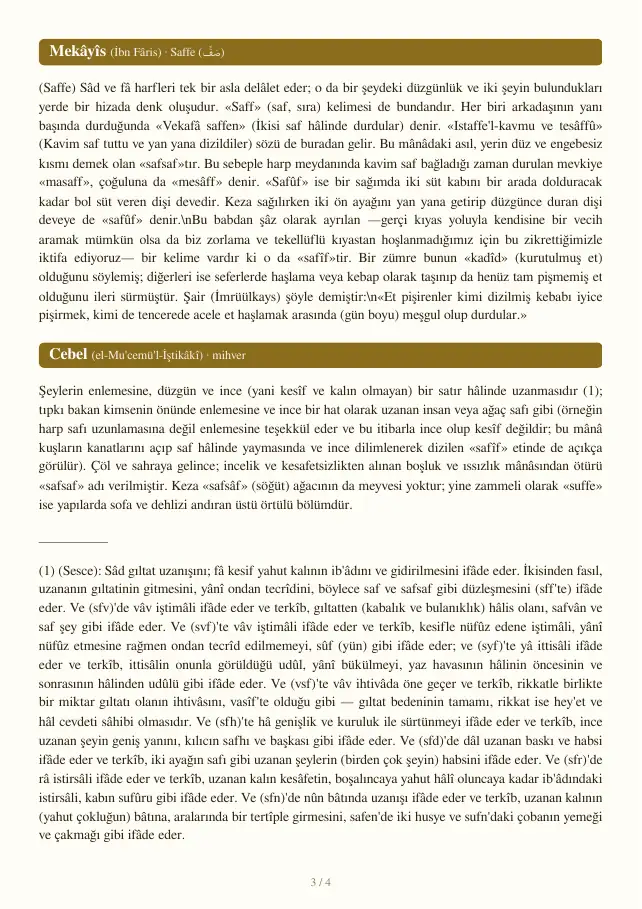 Mekâyîs (İbn Fâris) · Saffe (صَفَّ)
(Saffe) Sâd ve fâ harfleri tek bir asla delâlet eder; o da bir şeydeki düzgünlük ve iki şeyin bulundukları
yerde bir hizada denk oluşudur. «Saff» (saf, sıra) kelimesi de bundandır. Her biri arkadaşının yanı
başında durduğunda «Vekafâ saffen» (İkisi saf hâlinde durdular) denir. «Istaffe'l-kavmu ve tesâffû»
(Kavim saf tuttu ve yan yana dizildiler) sözü de buradan gelir. Bu mânâdaki asıl, yerin düz ve engebesiz
kısmı demek olan «safsaf»tır. Bu sebeple harp meydanında kavim saf bağladığı zaman durulan mevkiye
«masaff», çoğuluna da «mesâff» denir. «Safûf» ise bir sağımda iki süt kabını bir arada dolduracak
kadar bol süt veren dişi devedir. Keza sağılırken iki ön ayağını yan yana getirip düzgünce duran dişi
deveye de «safûf» denir.\nBu babdan şâz olarak ayrılan —gerçi kıyas yoluyla kendisine bir vecih
aramak mümkün olsa da biz zorlama ve tekellüflü kıyastan hoşlanmadığımız için bu zikrettiğimizle
iktifa ediyoruz— bir kelime vardır ki o da «safîf»tir. Bir zümre bunun «kadîd» (kurutulmuş et)
olduğunu söylemiş; diğerleri ise seferlerde haşlama veya kebap olarak taşınıp da henüz tam pişmemiş et
olduğunu ileri sürmüştür. Şair (İmrüülkays) şöyle demiştir:\n«Et pişirenler kimi dizilmiş kebabı iyice
pişirmek, kimi de tencerede acele et haşlamak arasında (gün boyu) meşgul olup durdular.»
Cebel (el-Mu'cemü'l-İştikâkî) · mihver
Şeylerin enlemesine, düzgün ve ince (yani kesîf ve kalın olmayan) bir satır hâlinde uzanmasıdır (1);
tıpkı bakan kimsenin önünde enlemesine ve ince bir hat olarak uzanan insan veya ağaç safı gibi (örneğin
harp safı uzunlamasına değil enlemesine teşekkül eder ve bu itibarla ince olup kesîf değildir; bu mânâ
kuşların kanatlarını açıp saf hâlinde yaymasında ve ince dilimlenerek dizilen «safîf» etinde de açıkça
görülür). Çöl ve sahraya gelince; incelik ve kesafetsizlikten alınan boşluk ve ıssızlık mânâsından ötürü
«safsaf» adı verilmiştir. Keza «safsâf» (söğüt) ağacının da meyvesi yoktur; yine zammeli olarak «suffe»
ise yapılarda sofa ve dehlizi andıran üstü örtülü bölümdür.
(1) (Sesce): Sâd gıltat uzanışını; fâ kesif yahut kalının ib'âdını ve gidirilmesini ifâde eder. İkisinden fasıl,
uzananın gıltatinin gitmesini, yânî ondan tecrîdini, böylece saf ve safsaf gibi düzleşmesini (sff'te) ifâde
eder. Ve (sfv)'de vâv iştimâli ifâde eder ve terkîb, gıltatten (kabalık ve bulanıklık) hâlis olanı, safvân ve
saf şey gibi ifâde eder. Ve (svf)'te vâv iştimâli ifâde eder ve terkîb, kesifle nüfûz edene iştimâli, yânî
nüfûz etmesine rağmen ondan tecrîd edilmemeyi, sûf (yün) gibi ifâde eder; ve (syf)'te yâ ittisâli ifâde
eder ve terkîb, ittisâlin onunla görüldüğü udûl, yânî bükülmeyi, yaz havasının hâlinin öncesinin ve
sonrasının hâlinden udûlü gibi ifâde eder. Ve (vsf)'te vâv ihtivâda öne geçer ve terkîb, rikkatle birlikte
bir miktar gıltatı olanın ihtivâsını, vasîf'te olduğu gibi — gıltat bedeninin tamamı, rikkat ise hey'et ve
hâl cevdeti sâhibi olmasıdır. Ve (sfh)'te hâ genişlik ve kuruluk ile sürtünmeyi ifâde eder ve terkîb, ince
uzanan şeyin geniş yanını, kılıcın safhı ve başkası gibi ifâde eder. Ve (sfd)'de dâl uzanan baskı ve habsi
ifâde eder ve terkîb, iki ayağın safı gibi uzanan şeylerin (birden çok şeyin) habsini ifâde eder. Ve (sfr)'de
râ istirsâli ifâde eder ve terkîb, uzanan kalın kesâfetin, boşalıncaya yahut hâlî oluncaya kadar ib'âdındaki
istirsâli, kabın sufûru gibi ifâde eder. Ve (sfn)'de nûn bâtında uzanışı ifâde eder ve terkîb, uzanan kalının
(yahut çokluğun) bâtına, aralarında bir tertîple girmesini, safen'de iki husye ve sufn'daki çobanın yemeği
ve çakmağı gibi ifâde eder.
3 / 4